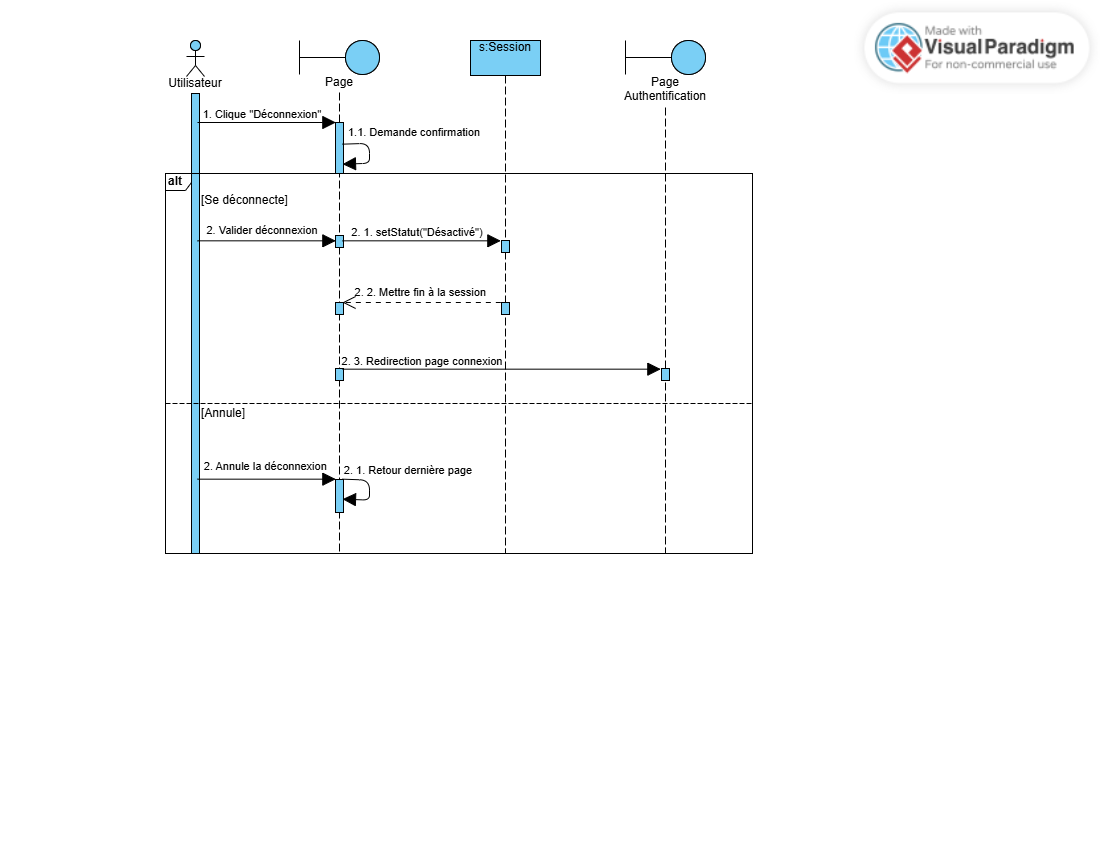 Made with
Visual Paradigm
For non-commercial use
s:Session
Utilisateur
Page
Page
Authentification
1. Clique "Déconnexion"
1.1. Demande confirmation
alt
[Se déconnecte]
2. Valider déconnexion
2. 1. setStatut("Désactivé")
2. 2. Mettre fin à la session
2. 3. Redirection page connexion
[Annule]
2. Annule la déconnexion
2. 1. Retour dernière page